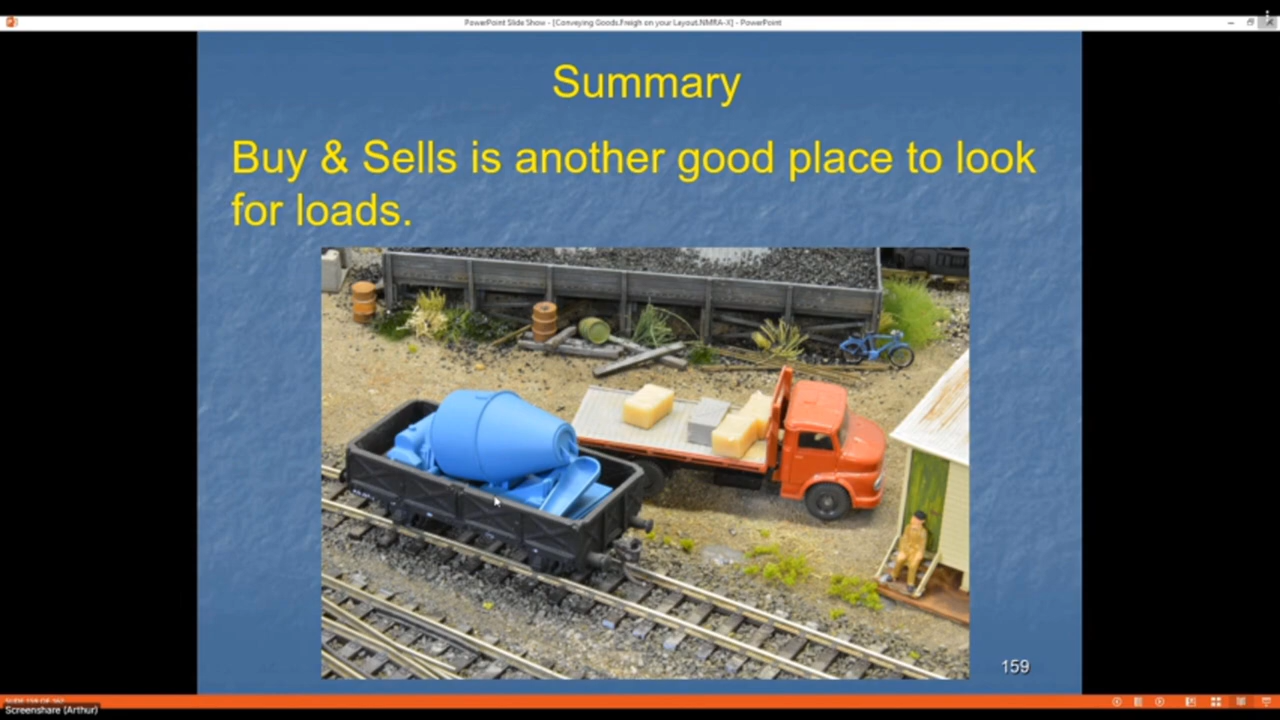 PowerPoint Slide Show - [Conveying Goods.Freigh on your Layout.NMRA-X] - PowerPoint
Summary
Buy & Sells is another good place to look
for loads.
159
Screenshare (Arthur)